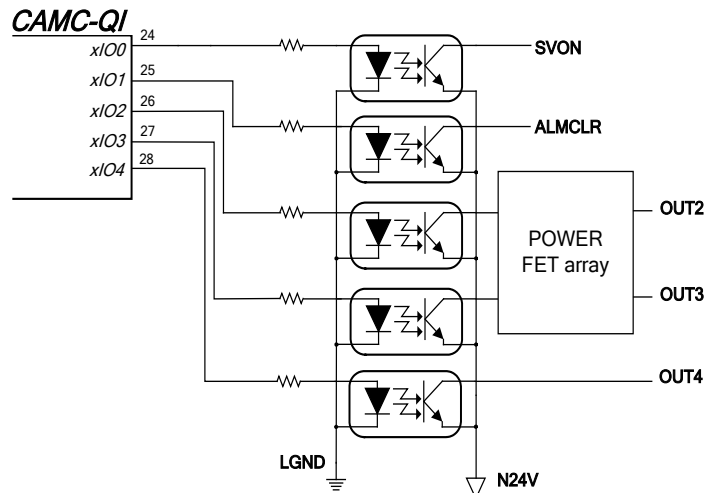 CAMC-QI
xIO0 24
xIO1 25
xIO2 26
xIO3 27
xIO4 28
SVON
ALMCLR
POWER
FET array
OUT2
OUT3
OUT4
LGND
N24V